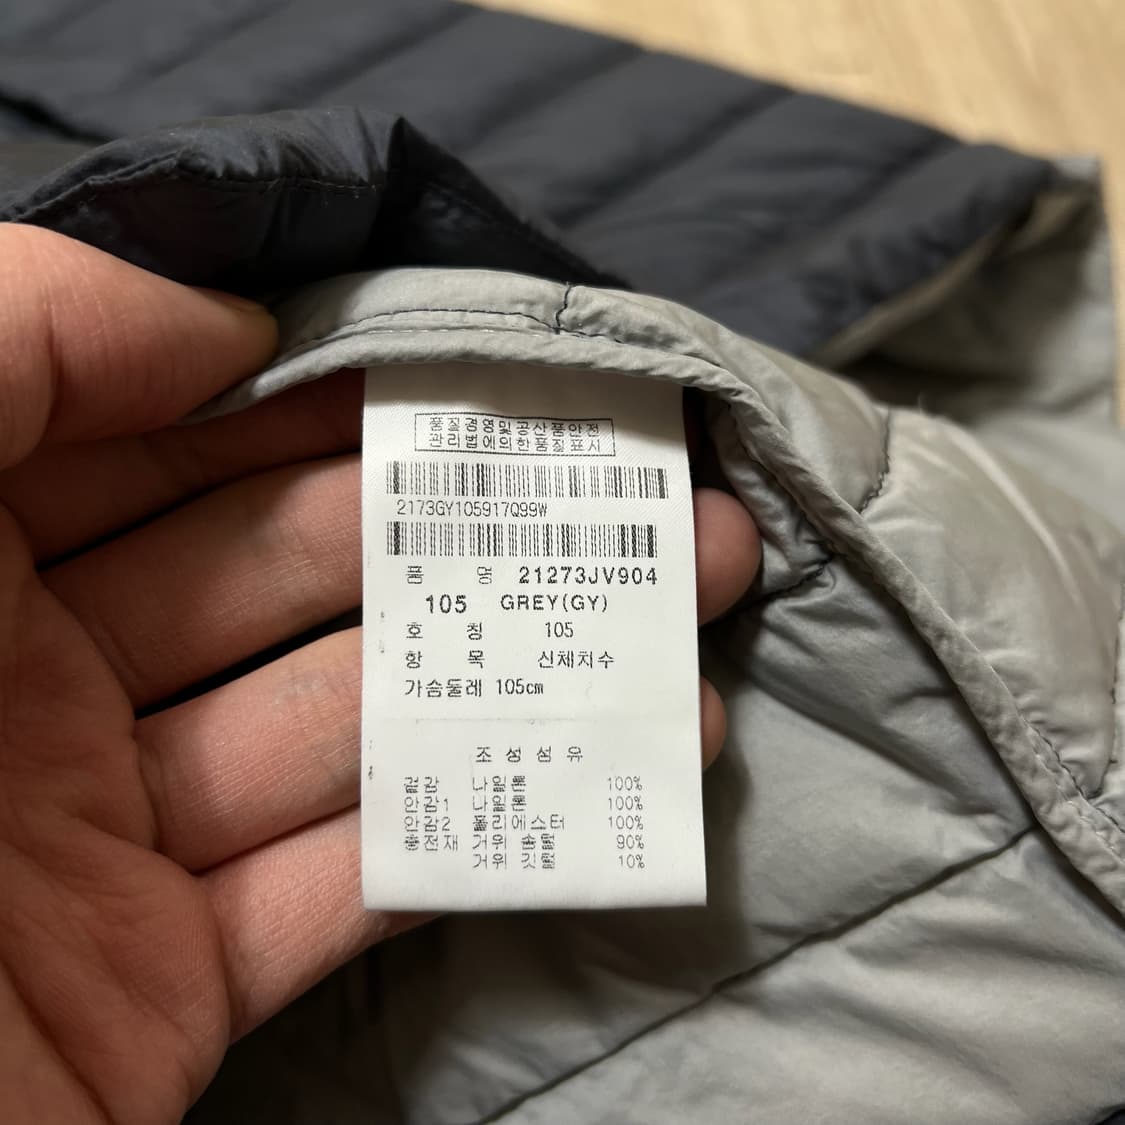 품질경영및공산품안전
관리법에의한품질표시
2173GY105917Q99W
품 명 21273JV904
105 GREY(GY)
호 칭 105
항 목 신체치수
가슴둘레 105cm
조 성 섬 유
겉감 나일론 100%
안감1 나일론 100%
안감2 폴리에스터 100%
충전재 거위 솜털 90%
거위 깃털 10%